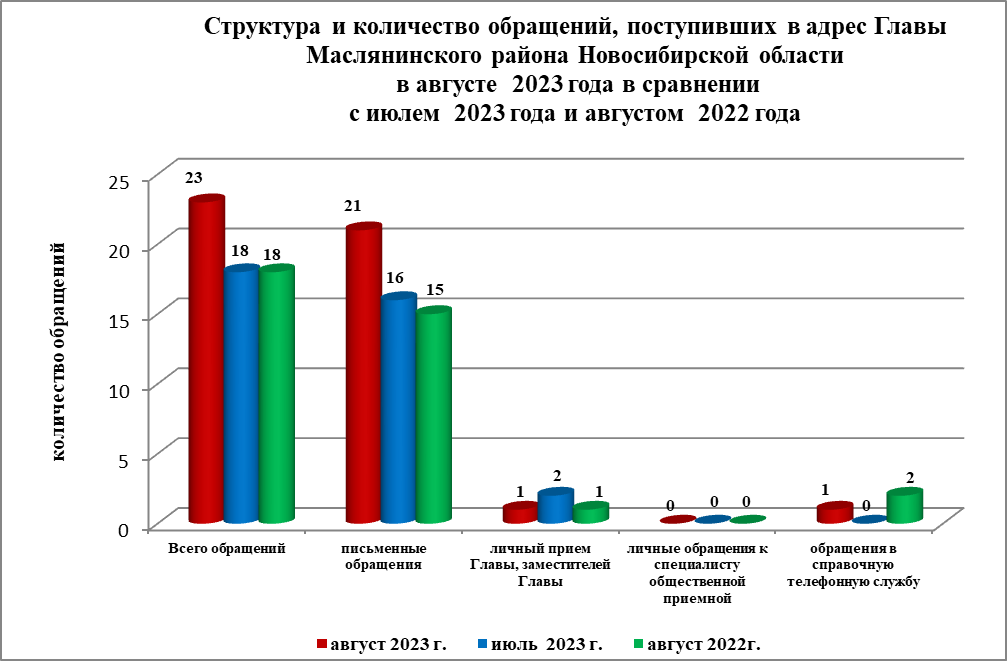 Структура и количество обращений, поступивших в адрес Главы
Маслянинского района Новосибирской области
в августе 2023 года в сравнении
с июлем 2023 года и августом 2022 года
количество обращений
25
20
15
10
5
0
23
18
18
21
16
15
1
2
1
0
0
0
1
0
2
Всего обращений
письменные
обращения
личный прием
Главы, заместителей
Главы
личные обращения к
специалисту
общественной
приемной
обращения в
справочную
телефонную службу
август 2023 г.
июль 2023 г.
август 2022г.